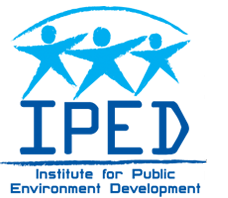 IPED
Institute for Public
Environment Development